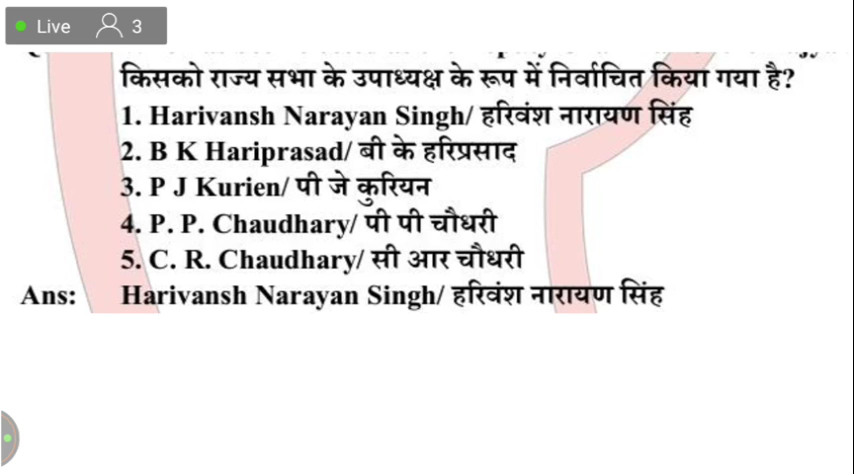 Live 3
किसको राज्य सभा के उपाध्यक्ष के रूप में निर्वाचित किया गया है?
1. Harivansh Narayan Singh/ हरिवंश नारायण सिंह
2. B K Hariprasad/ बी के हरिप्रसाद
3. P J Kurien/ पी जे कुरियन
4. P. P. Chaudhary/ पी पी चौधरी
5. C. R. Chaudhary/ सी आर चौधरी
Ans: Harivansh Narayan Singh/ हरिवंश नारायण सिंह